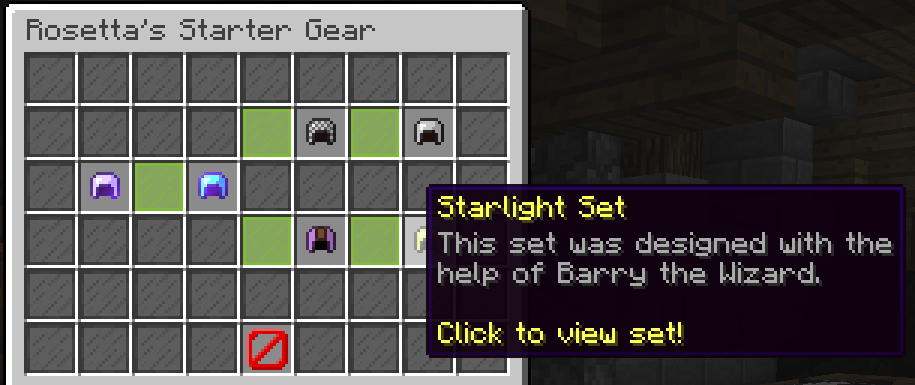 Rosetta's Starter Gear
Starlight Set
This set was designed with the
help of Barry the Wizard.
Click to view set!